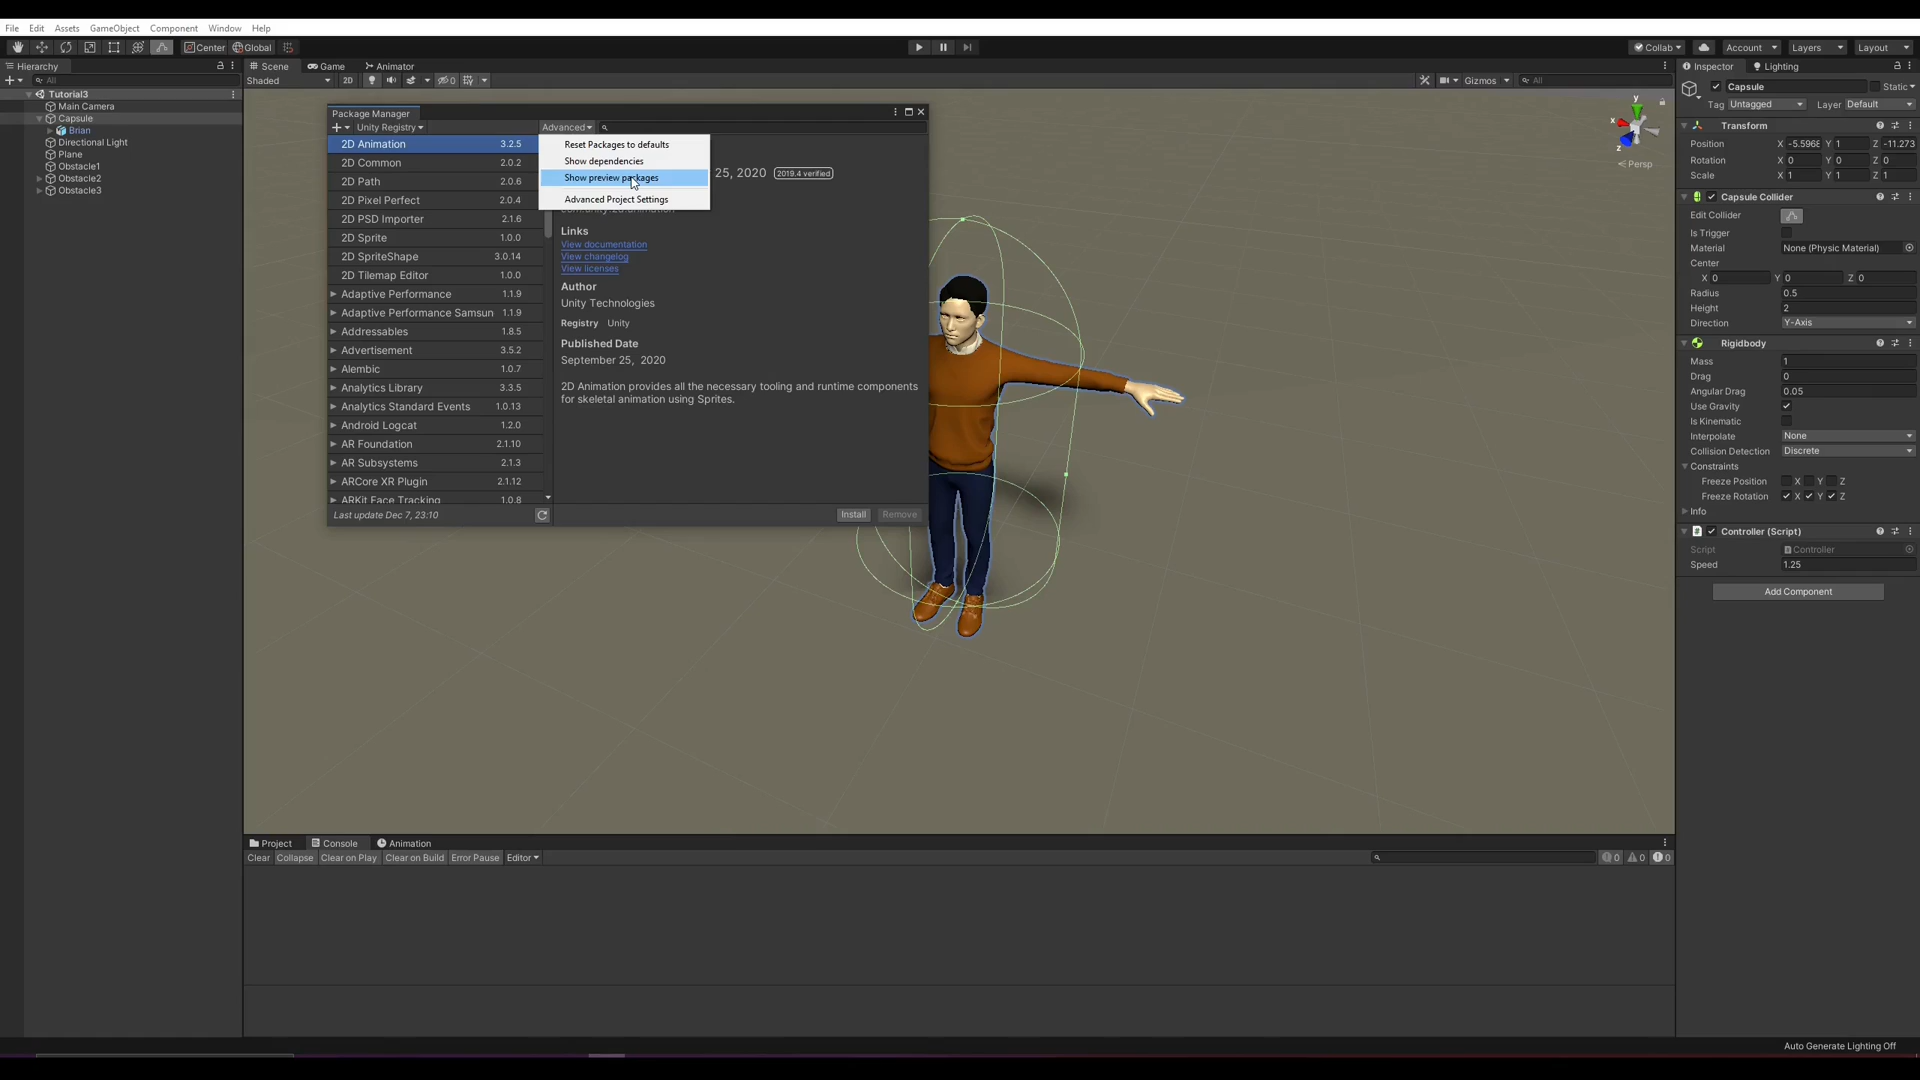 File Edit Assets GameObject Component Window Help
Center Global Collab Account Layers Layout
Hierarchy
All
Tutorial3
Main Camera
Capsule
Brian
Directional Light
Plane
Obstacle1
Obstacle2
Obstacle3
Scene Game Animator
Shaded 2D 0 Gizmos All
Package Manager
Unity Registry Advanced
2D Animation 3.2.5
2D Common 2.0.2
2D Path 2.0.6
2D Pixel Perfect 2.0.4
2D PSD Importer 2.1.6
2D Sprite 1.0.0
2D SpriteShape 3.0.14
2D Tilemap Editor 1.0.0
Adaptive Performance 1.1.9
Adaptive Performance Samsun 1.1.9
Addressables 1.8.5
Advertisement 3.5.2
Alembic 1.0.7
Analytics Library 3.3.5
Analytics Standard Events 1.0.13
Android Logcat 1.2.0
AR Foundation 2.1.10
AR Subsystems 2.1.3
ARCore XR Plugin 2.1.12
ARKit Face Tracking 1.0.8
Last update Dec 7, 23:10
Reset Packages to defaults
Show dependencies
Show preview packages
Advanced Project Settings
25, 2020 2019.4 verified
Links
View documentation
View changelog
View licenses
Author
Unity Technologies
Registry Unity
Published Date
September 25, 2020
2D Animation provides all the necessary tooling and runtime components
for skeletal animation using Sprites.
Install Remove
y
x
z
Persp
Project Console Animation
Clear Collapse Clear on Play Clear on Build Error Pause Editor 0 0 0
Inspector Lighting
Capsule Static
Tag Untagged Layer Default
Transform
Position X -5.596 Y 1 Z -11.273
Rotation X 0 Y 0 Z 0
Scale X 1 Y 1 Z 1
Capsule Collider
Edit Collider
Is Trigger
Material None (Physic Material)
Center
X 0 Y 0 Z 0
Radius 0.5
Height 2
Direction Y-Axis
Rigidbody
Mass 1
Drag 0
Angular Drag 0.05
Use Gravity
Is Kinematic
Interpolate None
Collision Detection Discrete
Constraints
Freeze Position X Y Z
Freeze Rotation X Y Z
Info
Controller (Script)
Script Controller
Speed 1.25
Add Component
Auto Generate Lighting Off